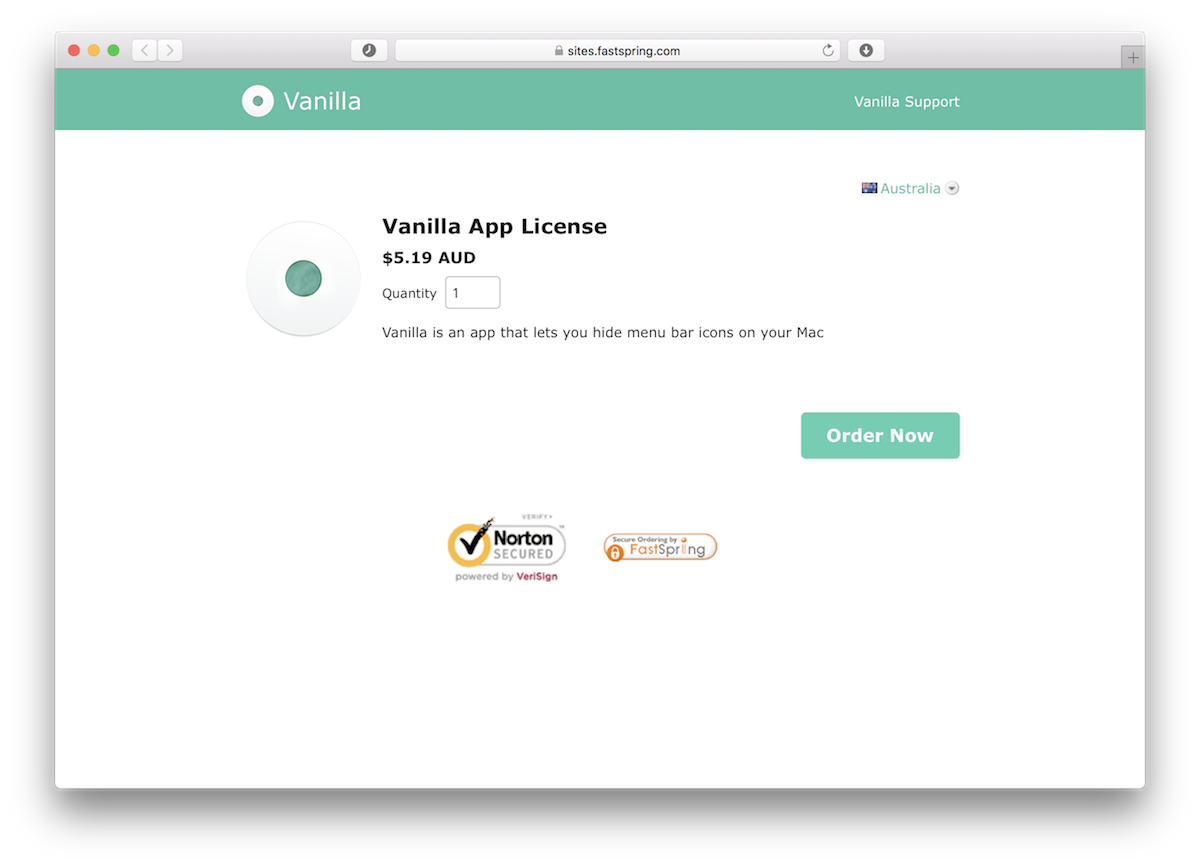 sites.fastspring.com
Vanilla
Vanilla Support
Australia
Vanilla App License
$5.19 AUD
Quantity 1
Vanilla is an app that lets you hide menu bar icons on your Mac
Order Now
VERIFY▸
Norton™
SECURED
powered by VeriSign
Secure Ordering by
FastSpring